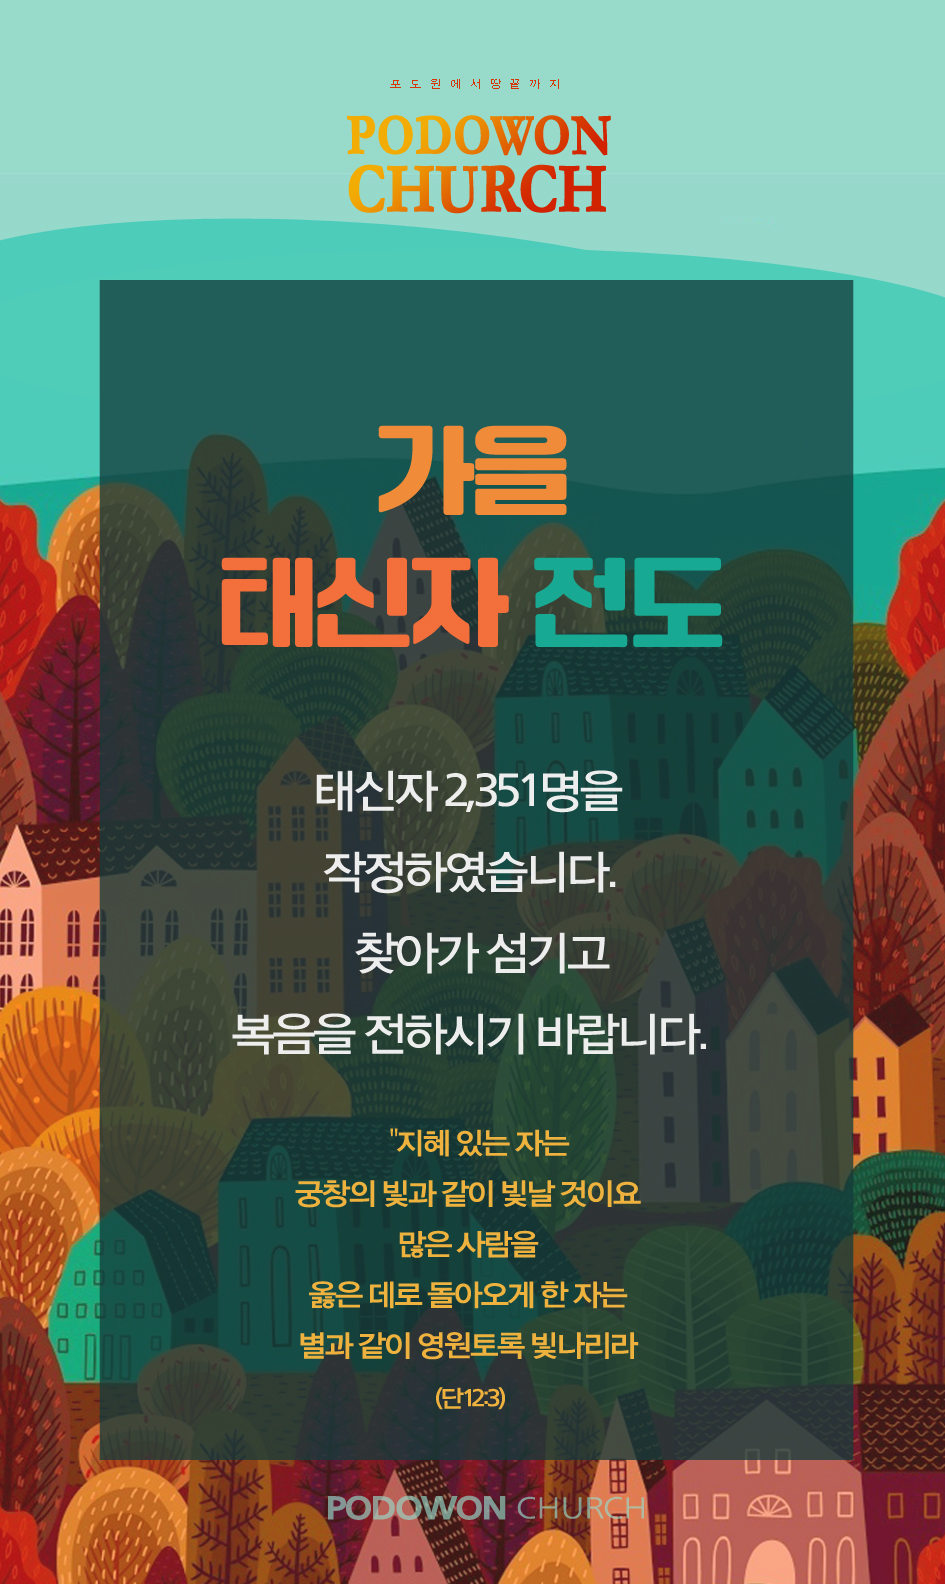 포도원에서땅끝까지
PODOWON
CHURCH
가을
태신자 전도
태신자 2,351명을
작정하였습니다.
찾아가 섬기고
복음을 전하시기 바랍니다.
"지혜 있는 자는
궁창의 빛과 같이 빛날 것이요
많은 사람을
옳은 데로 돌아오게 한 자는
별과 같이 영원토록 빛나리라
(단12:3)
PODOWON CHURCH